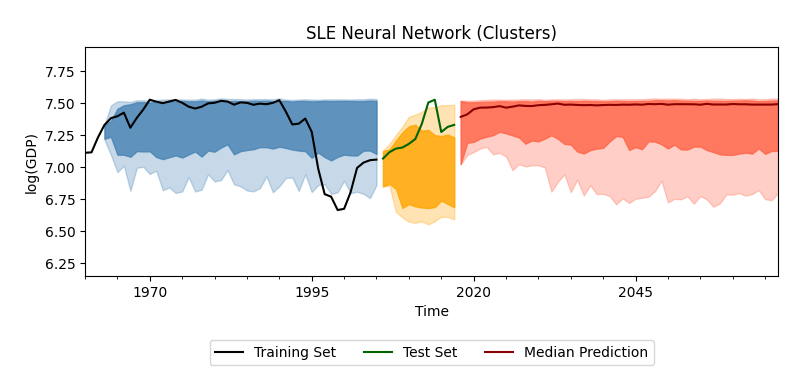 SLE Neural Network (Clusters)
log(GDP)
7.75
7.50
7.25
7.00
6.75
6.50
6.25
1970 1995 2020 2045
Time
Training Set Test Set Median Prediction